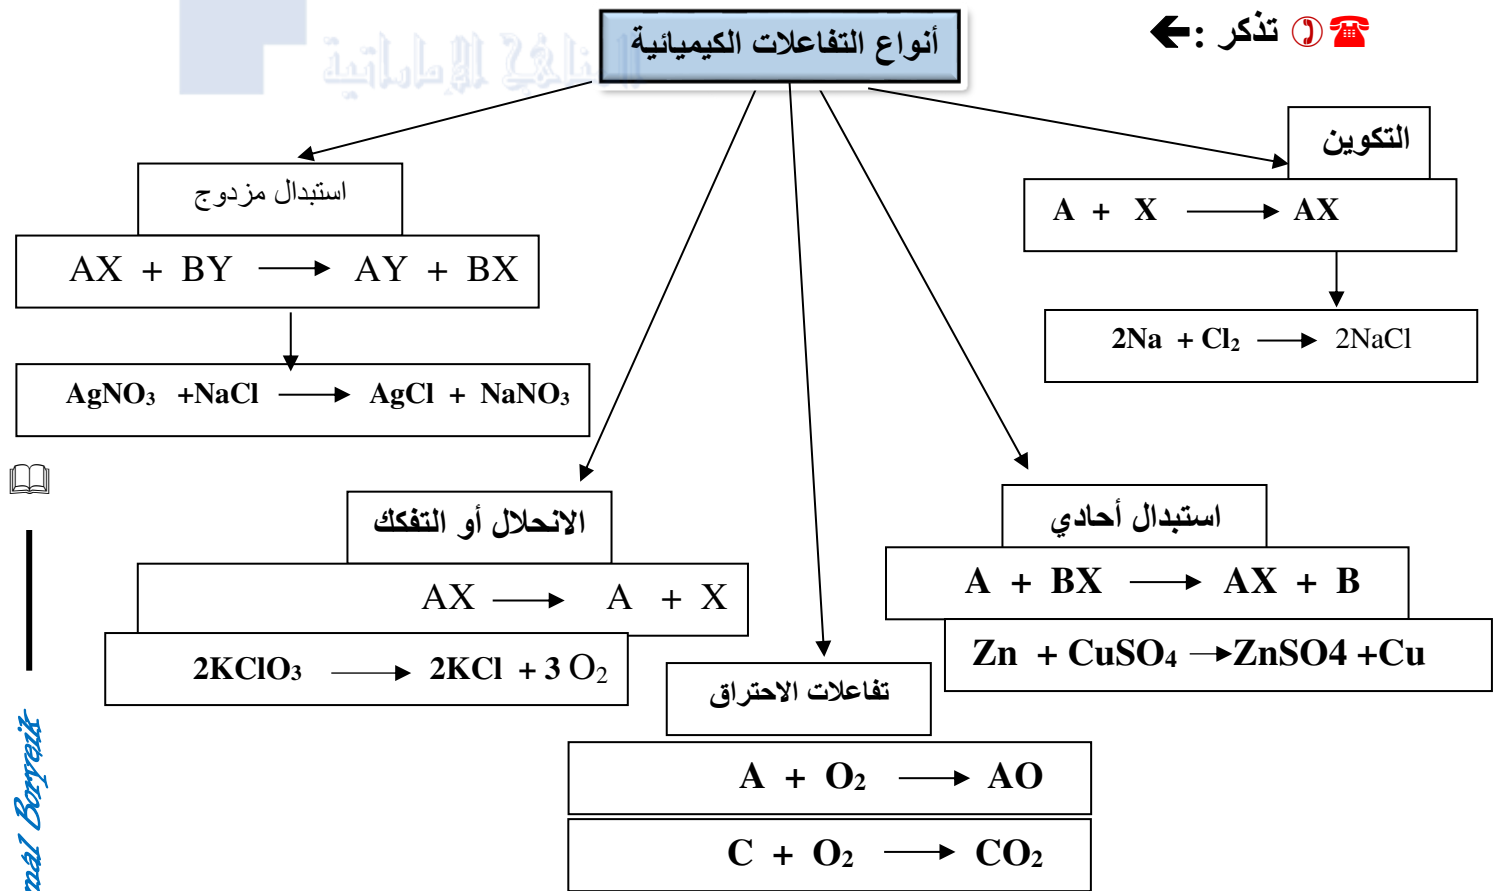 تذكر :
أنواع التفاعلات الكيميائية
المناهج الإماراتية
التكوين
A + X ⟶ AX
2Na + Cl₂ ⟶ 2NaCl
استبدال مزدوج
AX + BY ⟶ AY + BX
AgNO₃ +NaCl ⟶ AgCl + NaNO₃
استبدال أحادي
A + BX ⟶ AX + B
Zn + CuSO₄ ⟶ ZnSO4 +Cu
الانحلال أو التفكك
AX ⟶ A + X
2KClO₃ ⟶ 2KCl + 3 O₂
تفاعلات الاحتراق
A + O₂ ⟶ AO
C + O₂ ⟶ CO₂